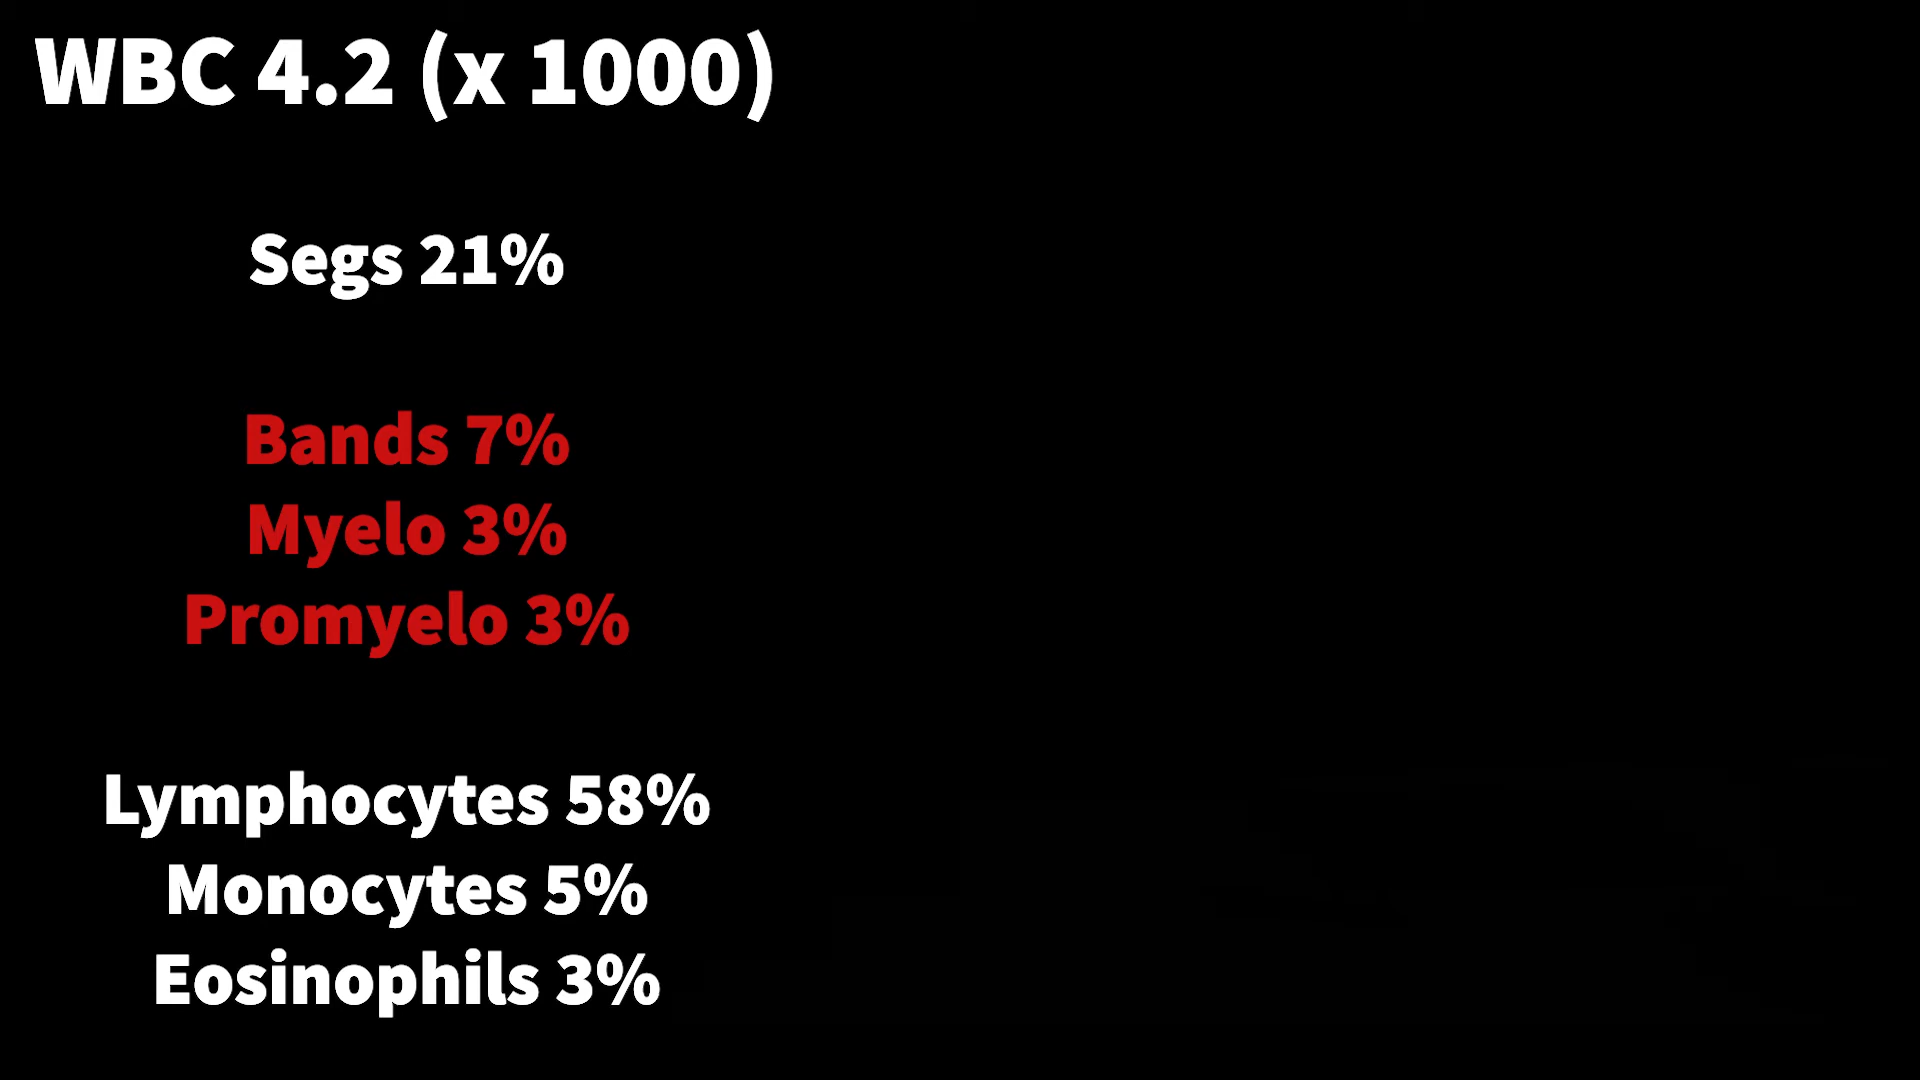 WBC 4.2 (x 1000)
Segs 21%
Bands 7%
Myelo 3%
Promyelo 3%
Lymphocytes 58%
Monocytes 5%
Eosinophils 3%